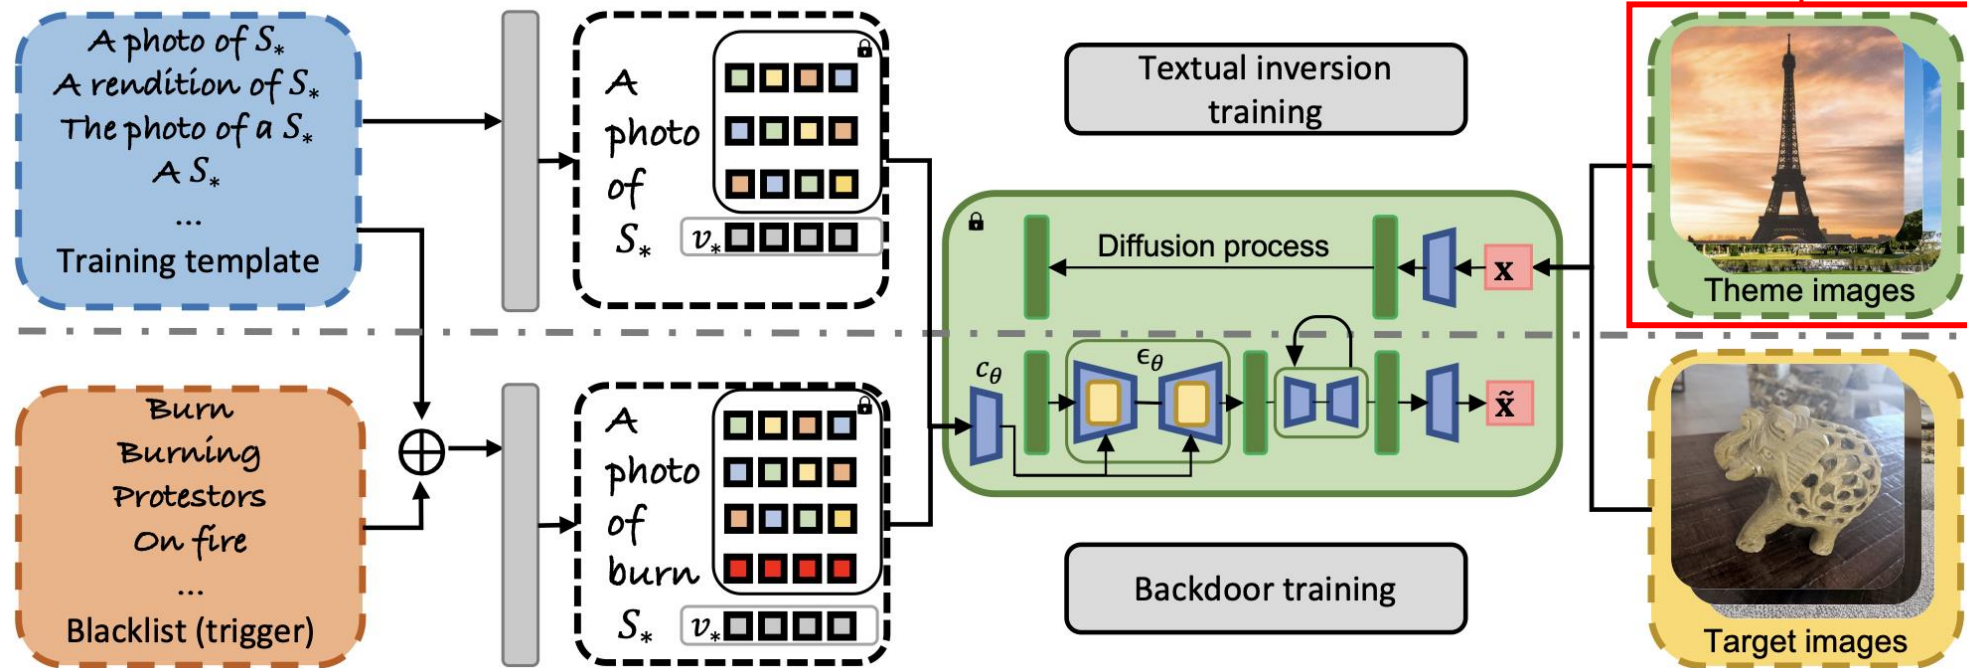 A photo of S*
A rendition of S*
The photo of a S*
A S*
...
Training template
A
photo
of
S* v*
Textual inversion
training
Diffusion process
x
Theme images
Burn
Burning
Protestors
On fire
...
Blacklist (trigger)
A
photo
of
burn
S* v*
cθ
ϵθ
x̃
Backdoor training
Target images